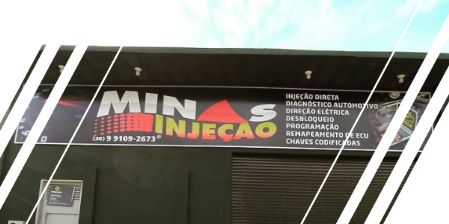 MINAS
INJEÇÃO
(38) 9 9109-2673
INJEÇÃO DIRETA
DIAGNÓSTICO AUTOMOTIVO
DIREÇÃO ELÉTRICA
DESBLOQUEIO
PROGRAMAÇÃO
REMAPEAMENTO DE ECU
CHAVES CODIFICADAS